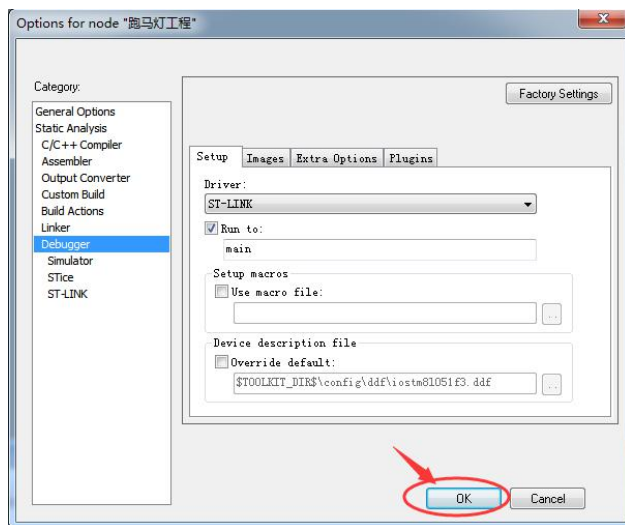 Options for node "跑马灯工程"
Category:
General Options
Static Analysis
C/C++ Compiler
Assembler
Output Converter
Custom Build
Build Actions
Linker
Debugger
Simulator
STice
ST-LINK
Factory Settings
Setup Images Extra Options Plugins
Driver:
ST-LINK
Run to:
main
Setup macros
Use macro file:
..
Device description file
Override default:
$TOOLKIT_DIR$\config\ddf\iostm8l051f3.ddf
..
OK Cancel